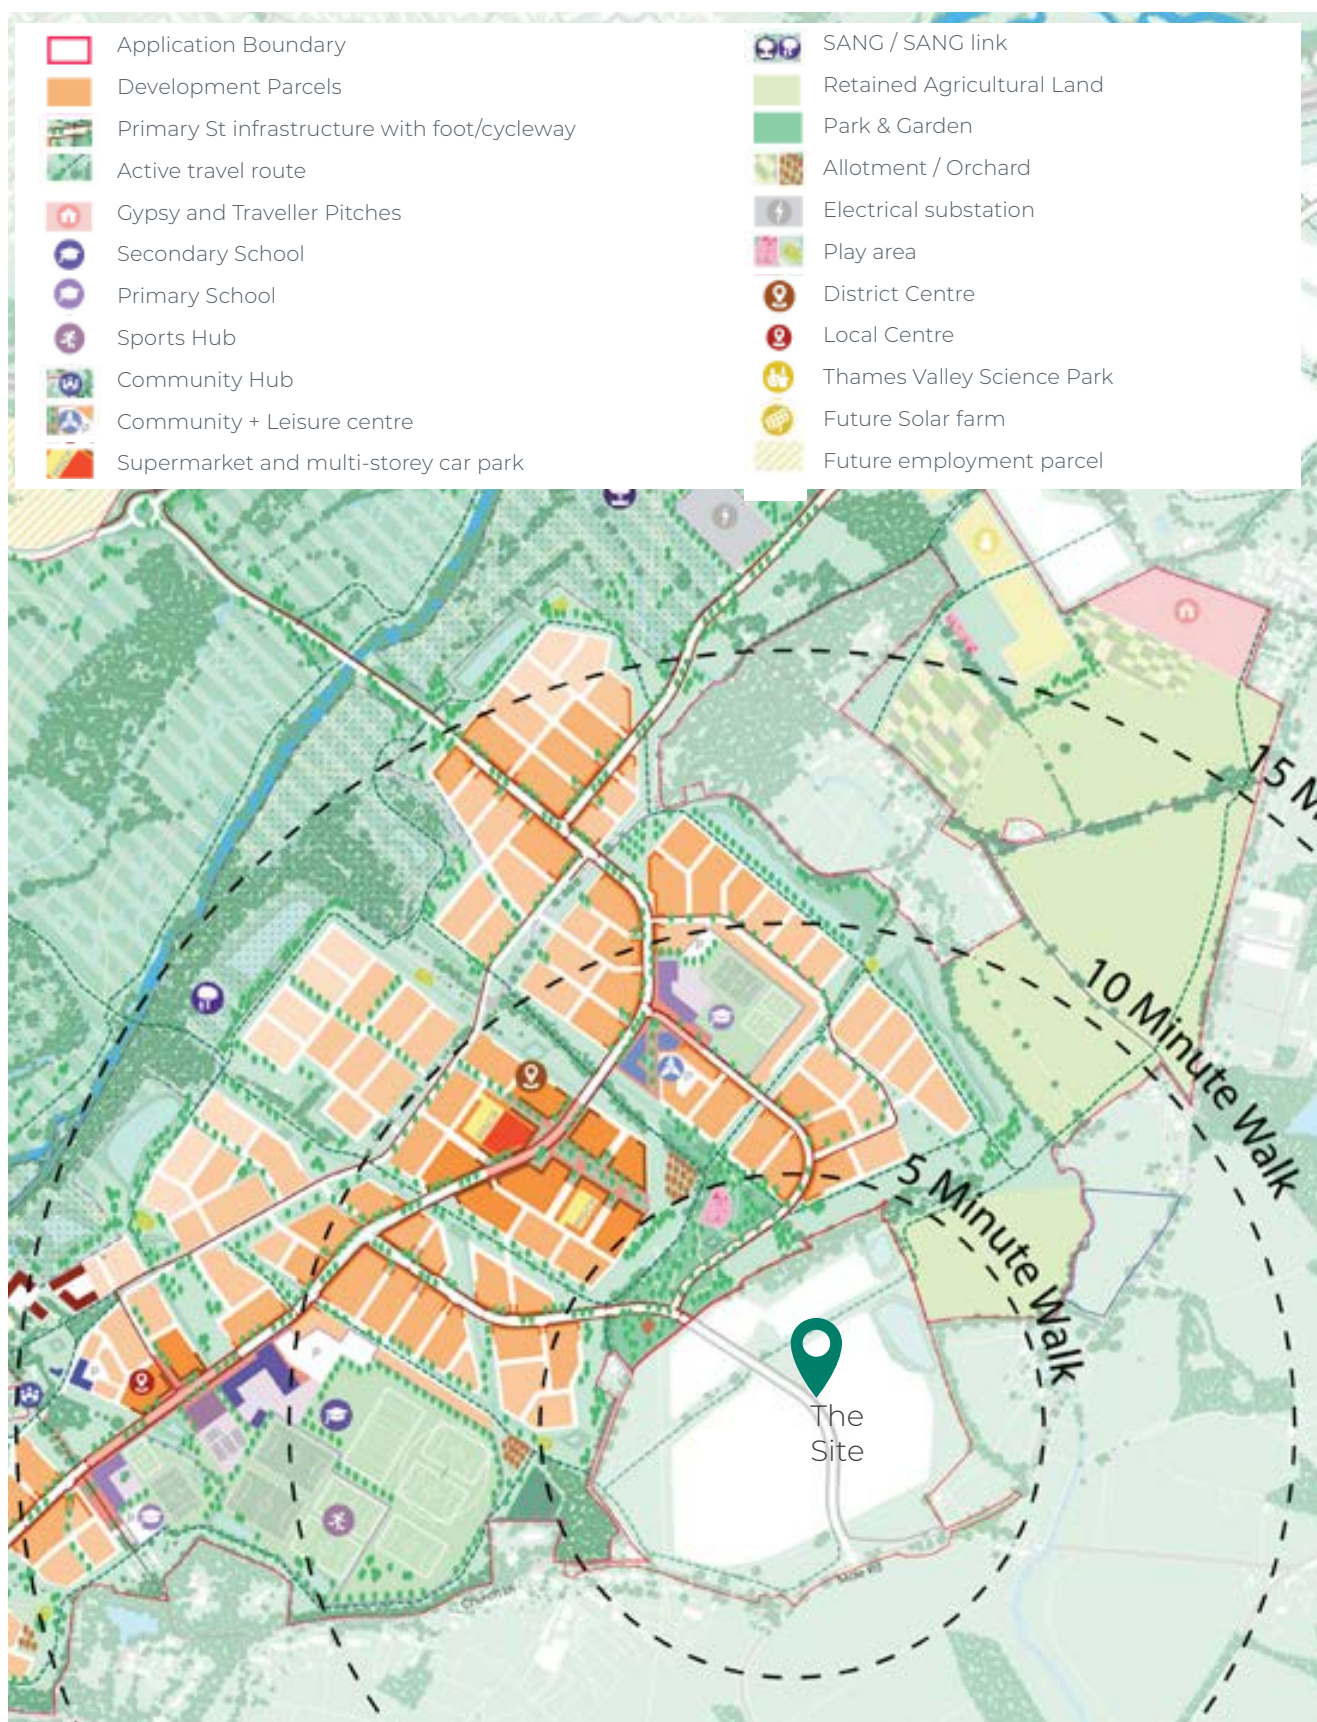 Application Boundary
Development Parcels
Primary St infrastructure with foot/cycleway
Active travel route
Gypsy and Traveller Pitches
Secondary School
Primary School
Sports Hub
Community Hub
Community + Leisure centre
Supermarket and multi-storey car park
SANG / SANG link
Retained Agricultural Land
Park & Garden
Allotment / Orchard
Electrical substation
Play area
District Centre
Local Centre
Thames Valley Science Park
Future Solar farm
Future employment parcel
15 M
10 Minute Walk
5 Minute Walk
The
Site
P
P